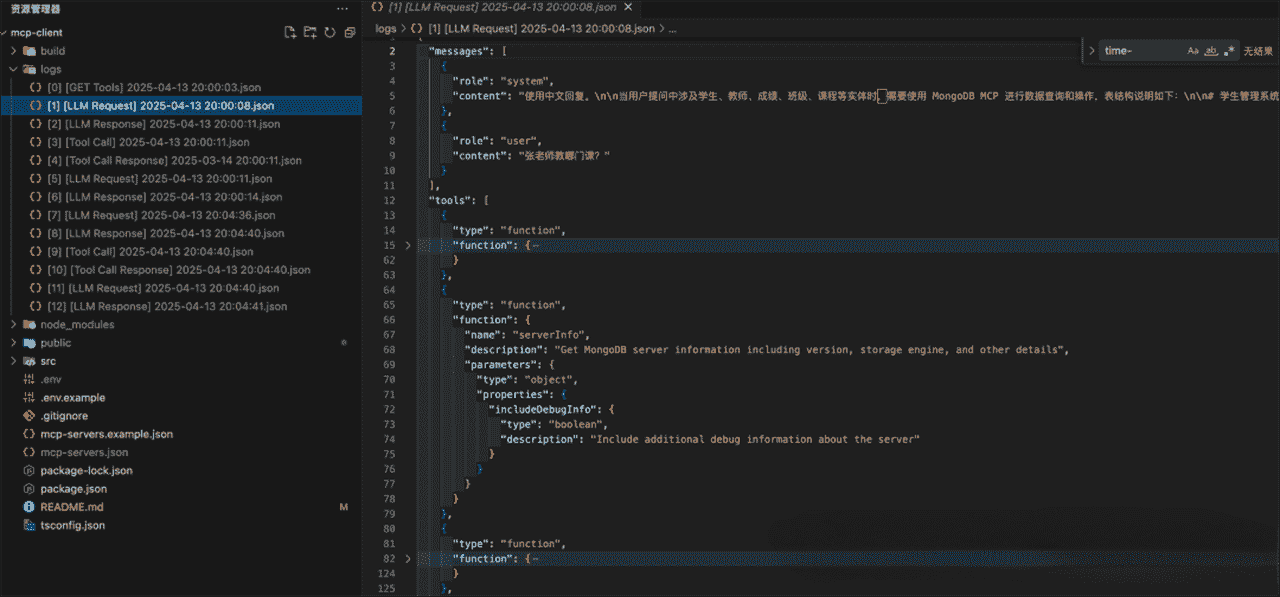 资源管理器
mcp-client
build
logs
[0] [GET Tools] 2025-04-13 20:00:03.json
[1] [LLM Request] 2025-04-13 20:00:08.json
[2] [LLM Response] 2025-04-13 20:00:11.json
[3] [Tool Call] 2025-04-13 20:00:11.json
[4] [Tool Call Response] 2025-03-14 20:00:11.json
[5] [LLM Request] 2025-04-13 20:00:11.json
[6] [LLM Response] 2025-04-13 20:00:14.json
[7] [LLM Request] 2025-04-13 20:04:36.json
[8] [LLM Response] 2025-04-13 20:04:40.json
[9] [Tool Call] 2025-04-13 20:04:40.json
[10] [Tool Call Response] 2025-04-13 20:04:40.json
[11] [LLM Request] 2025-04-13 20:04:40.json
[12] [LLM Response] 2025-04-13 20:04:41.json
node_modules
public
src
.env
.env.example
.gitignore
mcp-servers.example.json
mcp-servers.json
package-lock.json
package.json
README.md M
tsconfig.json
[1] [LLM Request] 2025-04-13 20:00:08.json
logs > [1] [LLM Request] 2025-04-13 20:00:08.json > ...
time- Aa ab .* 无结果
2 "messages": [
3 {
4 "role": "system",
5 "content": "使用中文回复。\n\n当用户提问中涉及学生、教师、成绩、班级、课程等实体时,需要使用 MongoDB MCP 进行数据查询和操作，表结构说明如下：\n\n# 学生管理系统
6 },
7 {
8 "role": "user",
9 "content": "张老师教哪门课？"
10 }
11 ],
12 "tools": [
13 {
14 "type": "function",
15 "function": {
62 }
63 },
64 {
65 "type": "function",
66 "function": {
67 "name": "serverInfo",
68 "description": "Get MongoDB server information including version, storage engine, and other details",
69 "parameters": {
70 "type": "object",
71 "properties": {
72 "includeDebugInfo": {
73 "type": "boolean",
74 "description": "Include additional debug information about the server"
75 }
76 }
77 }
78 }
79 },
80 {
81 "type": "function",
82 "function": {
124 }
125 },